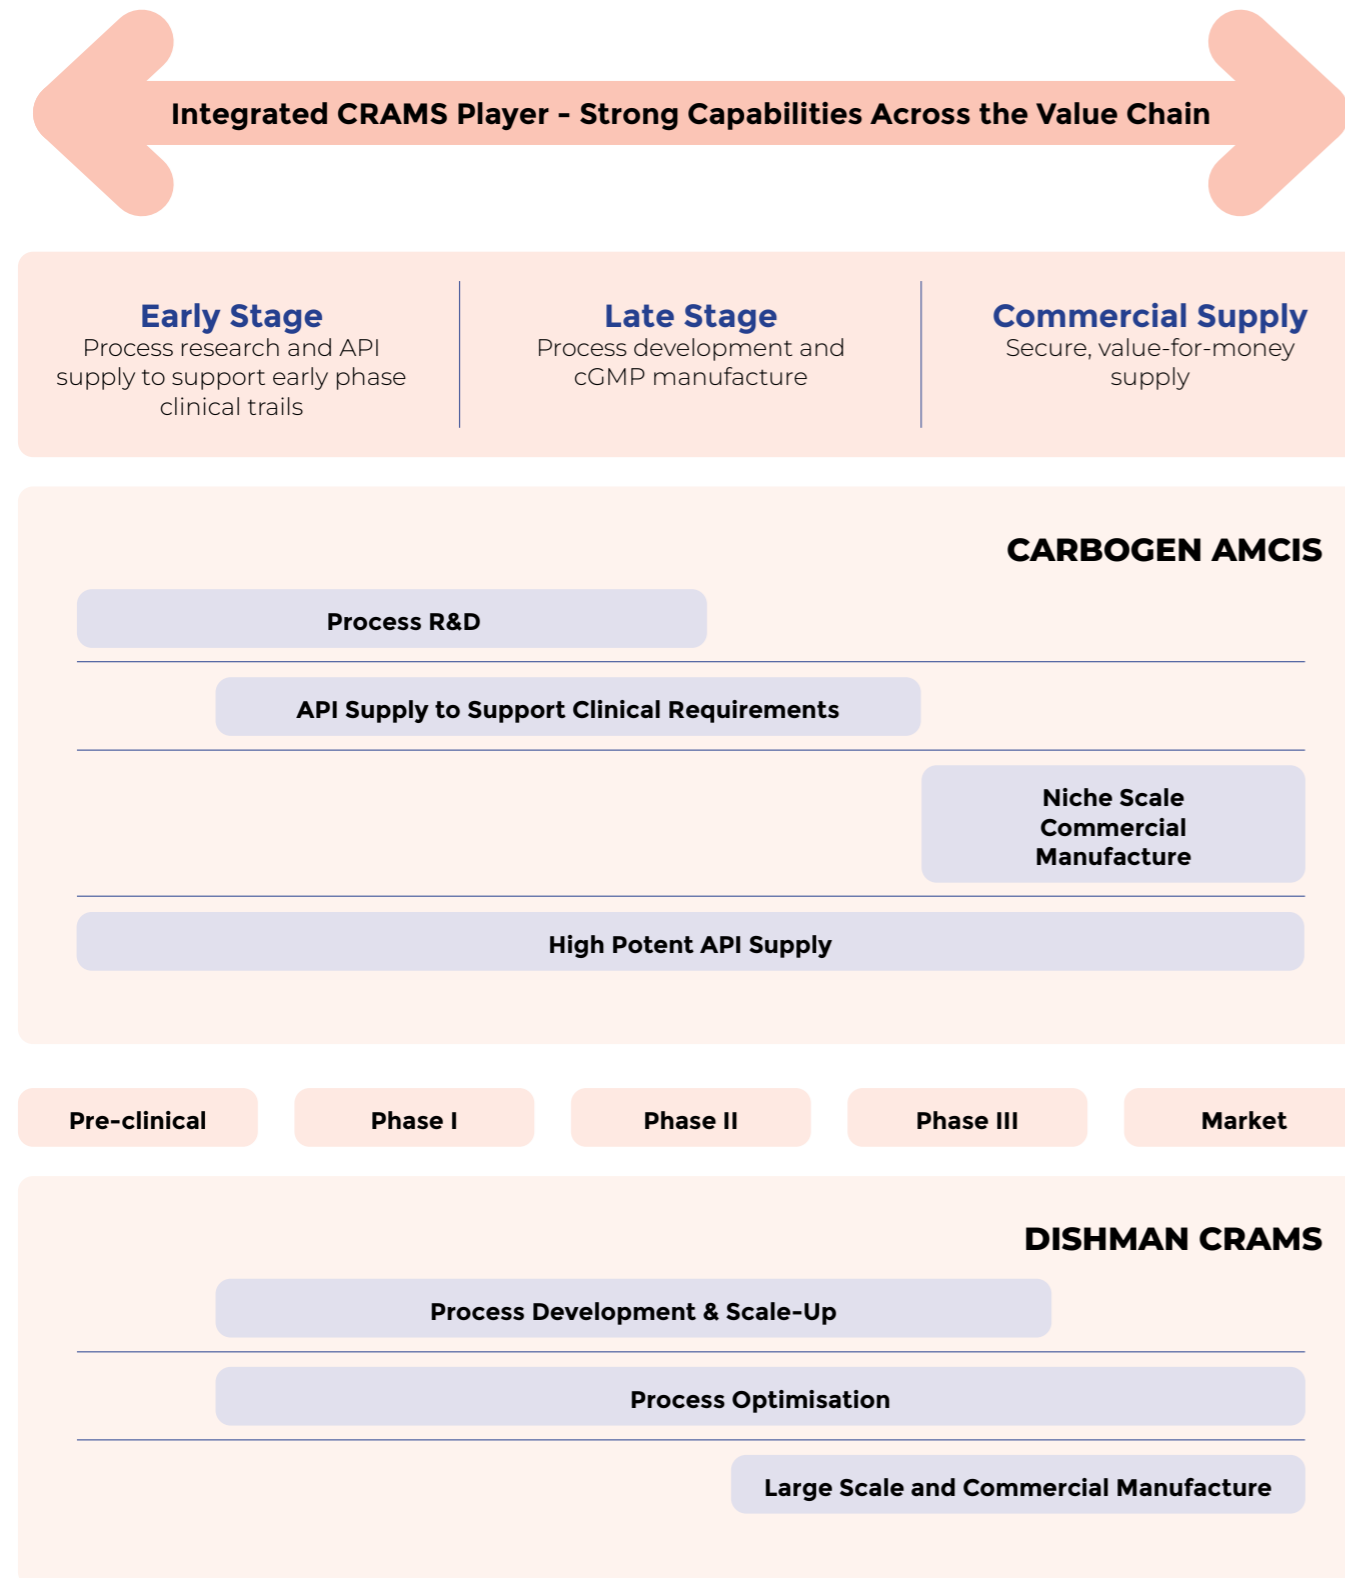 Integrated CRAMS Player - Strong Capabilities Across the Value Chain
Early Stage
Process research and API
supply to support early phase
clinical trails
Late Stage
Process development and
cGMP manufacture
Commercial Supply
Secure, value-for-money
supply
CARBOGEN AMCIS
Process R&D
API Supply to Support Clinical Requirements
Niche Scale
Commercial
Manufacture
High Potent API Supply
Pre-clinical
Phase I
Phase II
Phase III
Market
DISHMAN CRAMS
Process Development & Scale-Up
Process Optimisation
Large Scale and Commercial Manufacture